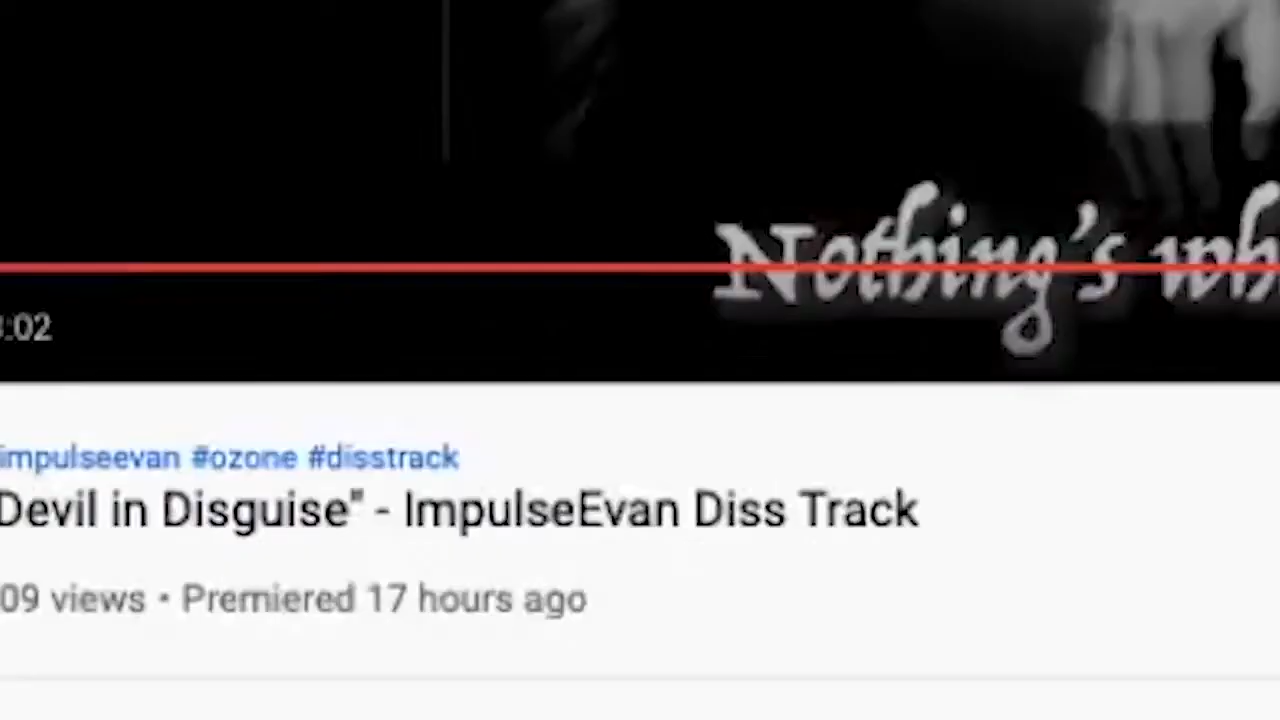 Nothing's wh
:02
impulseevan #ozone #disstrack
Devil in Disguise" - ImpulseEvan Diss Track
09 views • Premiered 17 hours ago